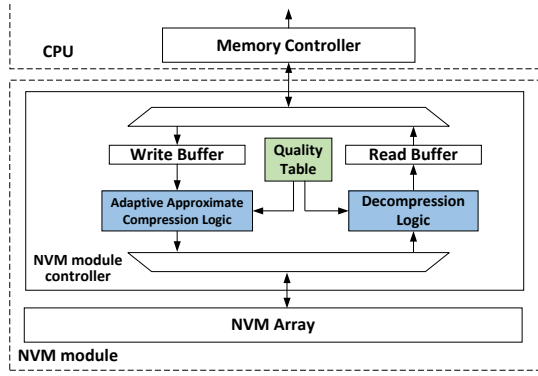 CPU
Memory Controller
Write Buffer
Quality
Table
Read Buffer
Adaptive Approximate
Compression Logic
Decompression
Logic
NVM module
controller
NVM Array
NVM module